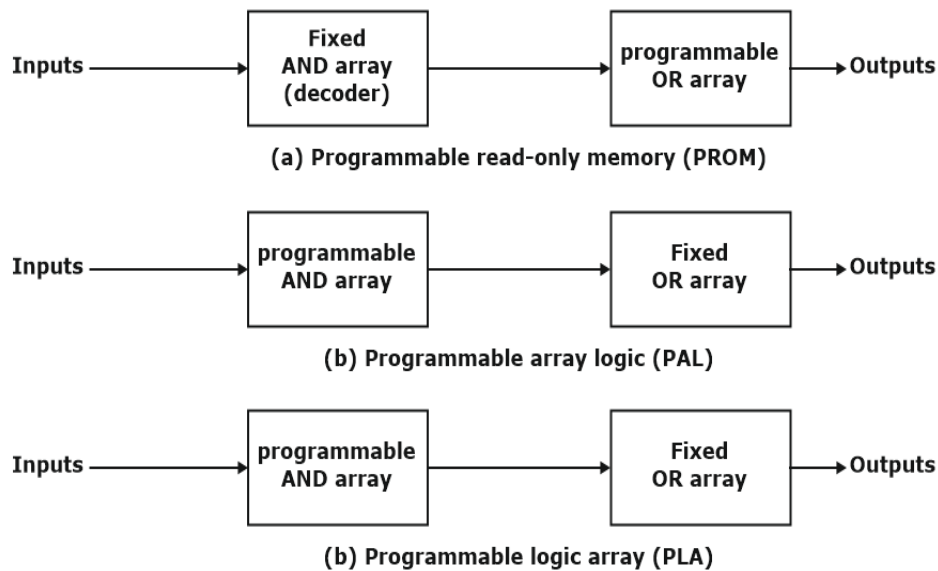 Inputs
Fixed
AND array
(decoder)
programmable
OR array
Outputs
(a) Programmable read-only memory (PROM)
Inputs
programmable
AND array
Fixed
OR array
Outputs
(b) Programmable array logic (PAL)
Inputs
programmable
AND array
Fixed
OR array
Outputs
(b) Programmable logic array (PLA)